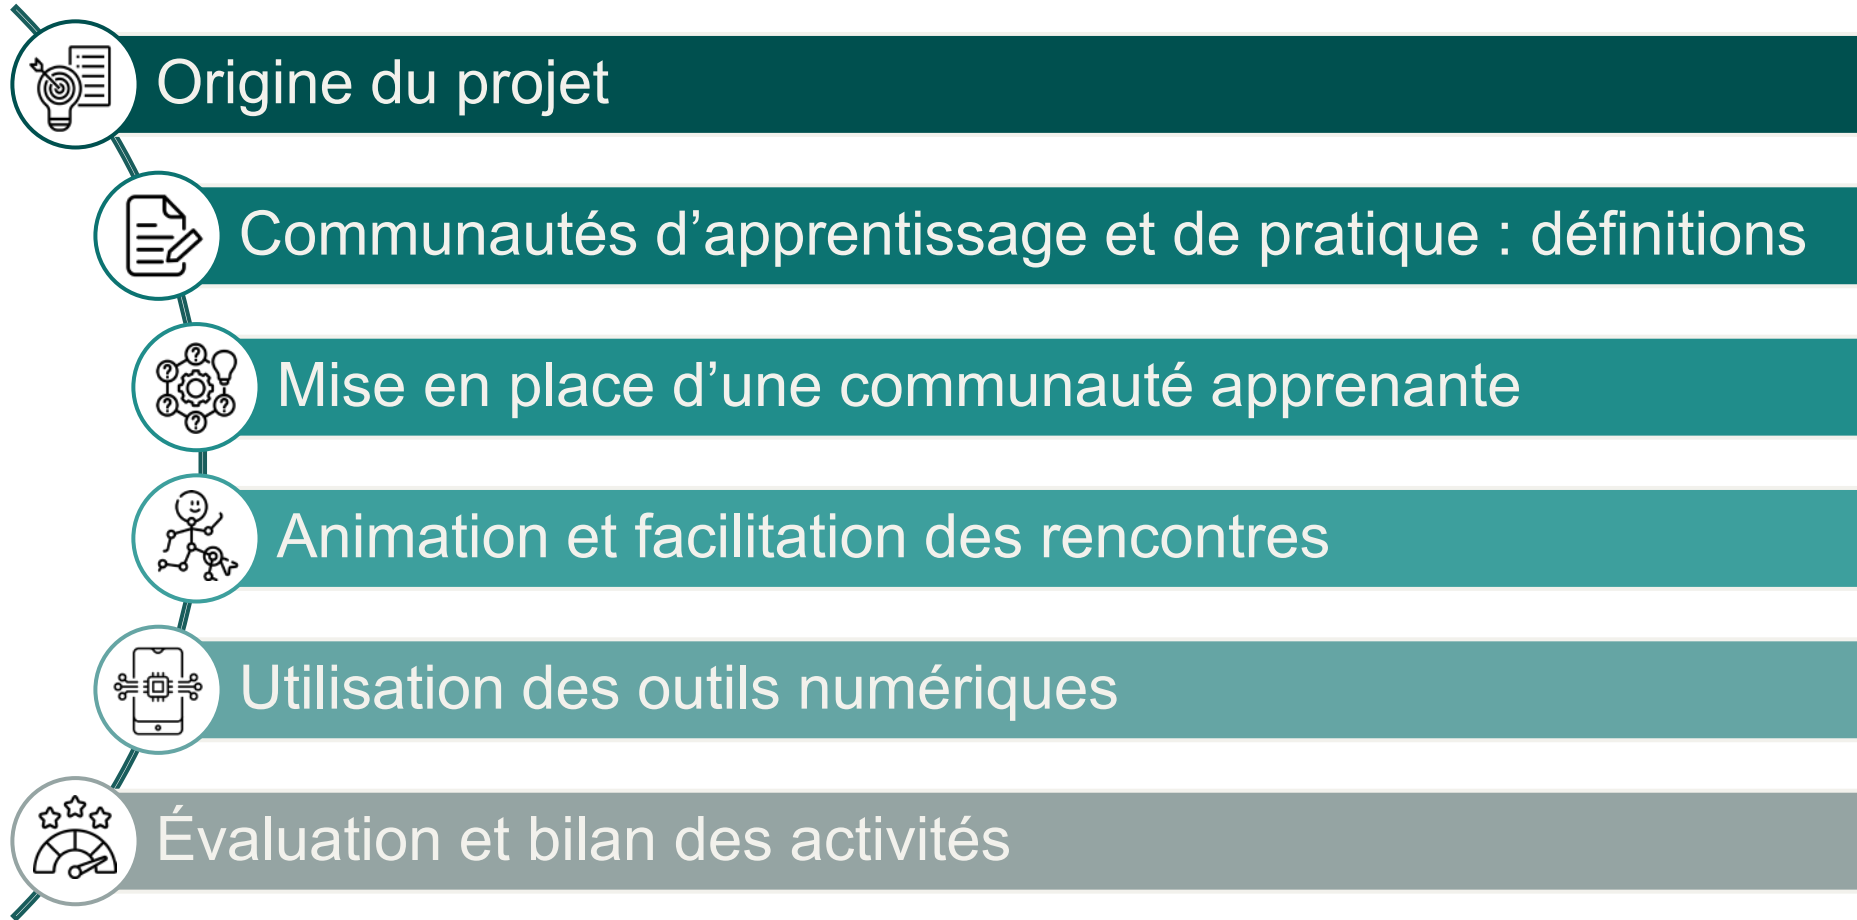 Origine du projet
Communautés d’apprentissage et de pratique : définitions
Mise en place d’une communauté apprenante
Animation et facilitation des rencontres
Utilisation des outils numériques
Évaluation et bilan des activités